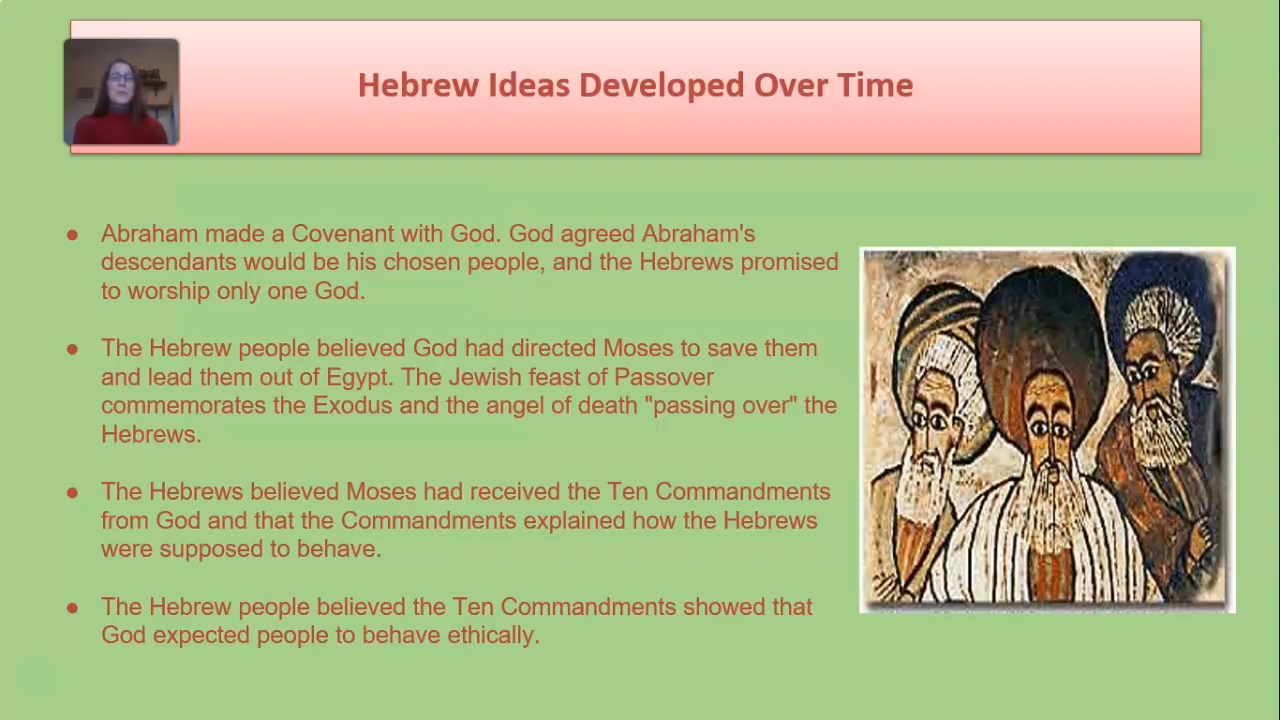 Hebrew Ideas Developed Over Time
● Abraham made a Covenant with God. God agreed Abraham's
descendants would be his chosen people, and the Hebrews promised
to worship only one God.
● The Hebrew people believed God had directed Moses to save them
and lead them out of Egypt. The Jewish feast of Passover
commemorates the Exodus and the angel of death "passing over" the
Hebrews.
● The Hebrews believed Moses had received the Ten Commandments
from God and that the Commandments explained how the Hebrews
were supposed to behave.
● The Hebrew people believed the Ten Commandments showed that
God expected people to behave ethically.